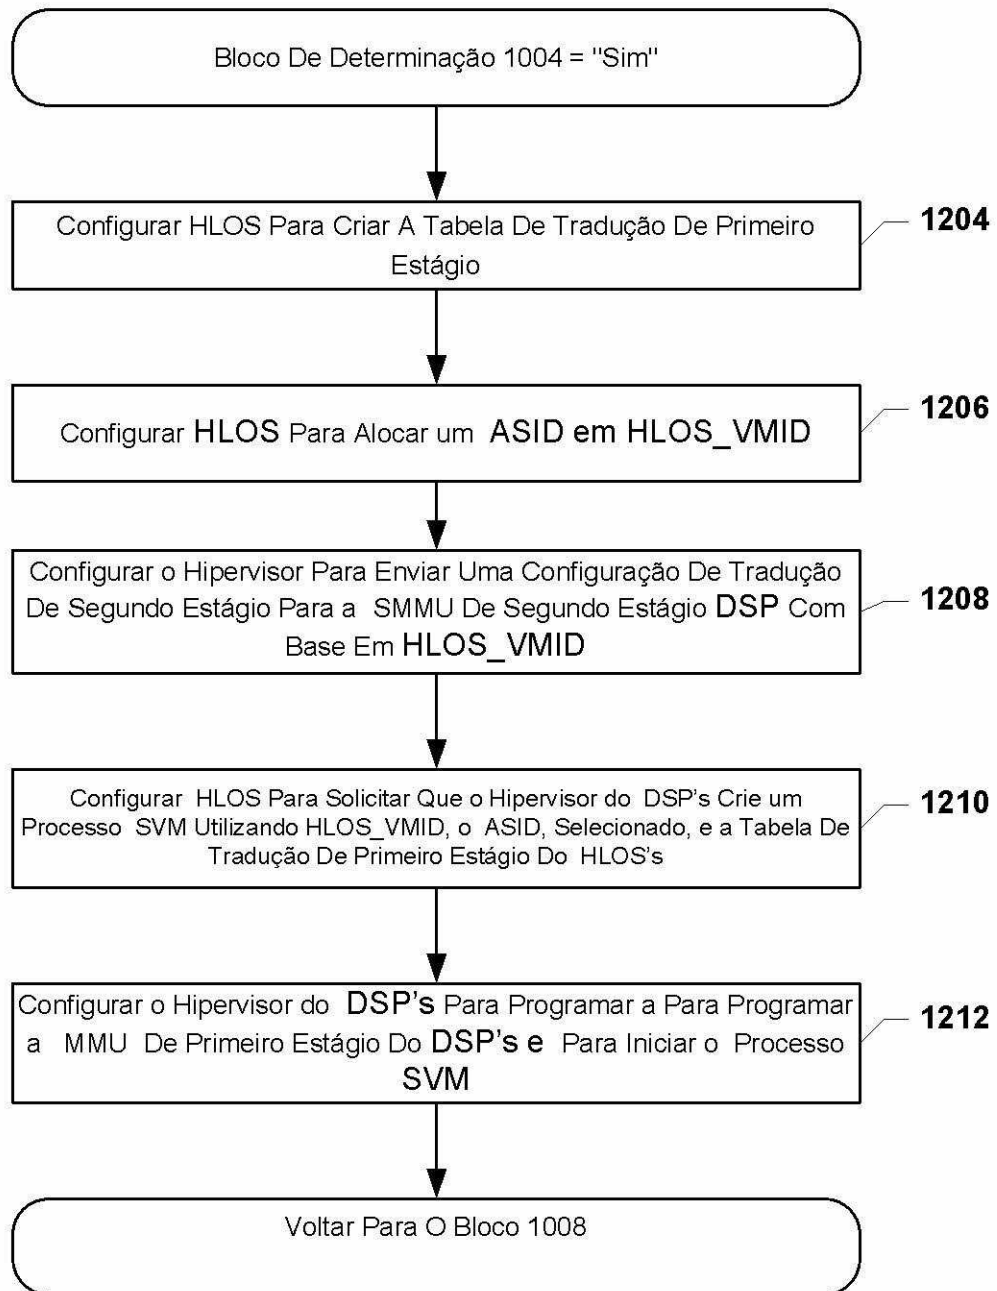 Bloco De Determinação 1004 = "Sim"
Configurar HLOS Para Criar A Tabela De Tradução De Primeiro
Estágio
1204
Configurar HLOS Para Alocar um ASID em HLOS_VMID
1206
Configurar o Hipervisor Para Enviar Uma Configuração De Tradução
De Segundo Estágio Para a SMMU De Segundo Estágio DSP Com
Base Em HLOS_VMID
1208
Configurar HLOS Para Solicitar Que o Hipervisor do DSP's Crie um
Processo SVM Utilizando HLOS_VMID, o ASID, Selecionado, e a Tabela De
Tradução De Primeiro Estágio Do HLOS's
1210
Configurar o Hipervisor do DSP's Para Programar a Para Programar
a MMU De Primeiro Estágio Do DSP's e Para Iniciar o Processo
SVM
1212
Voltar Para O Bloco 1008